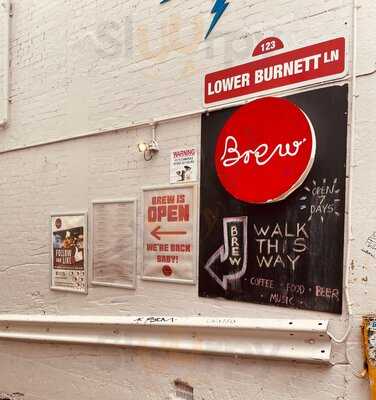 123
LOWER BURNETT LN
Brew
WARNING
BREW IS
OPEN
WE'RE
BACK
BABY!
FOLLOW
OPEN
7
DAYS
BREW
WALK
THIS
WAY
· COFFEE · FOOD · BEER
· MUSIC ·